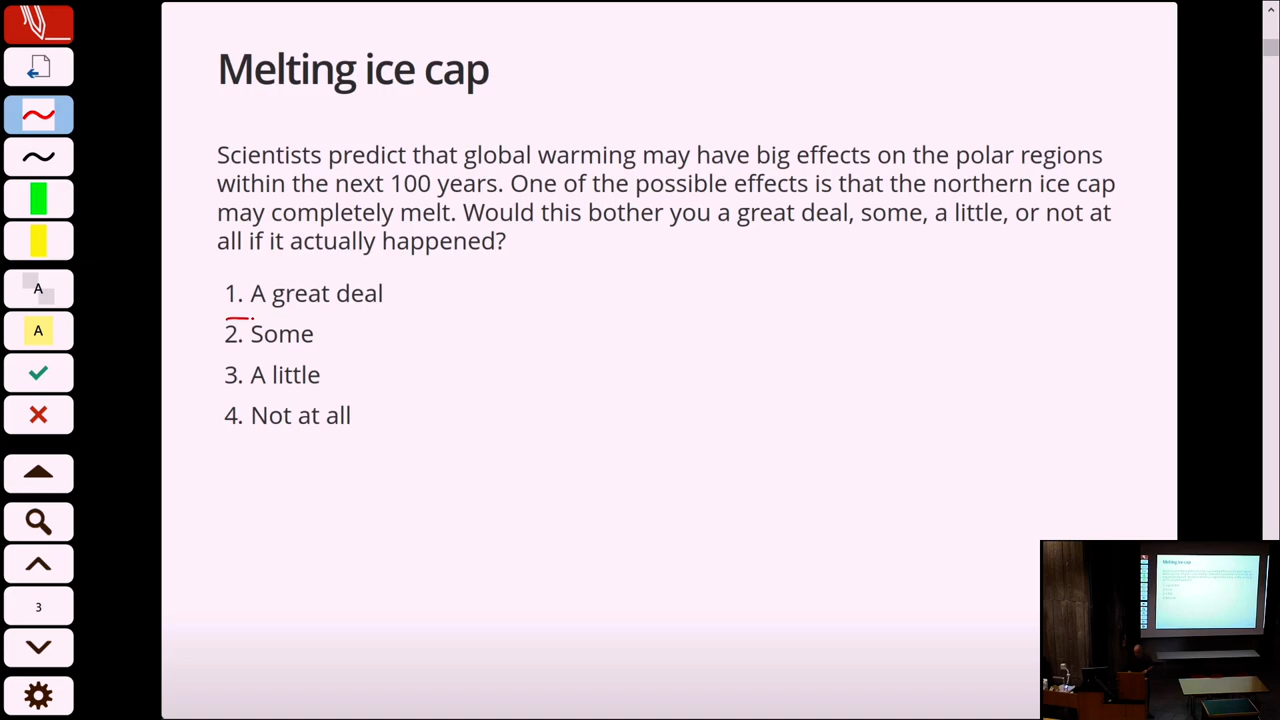 Melting ice cap
Scientists predict that global warming may have big effects on the polar regions
within the next 100 years. One of the possible effects is that the northern ice cap
may completely melt. Would this bother you a great deal, some, a little, or not at
all if it actually happened?
1. A great deal
2. Some
3. A little
4. Not at all
A
A
3
Melting ice cap